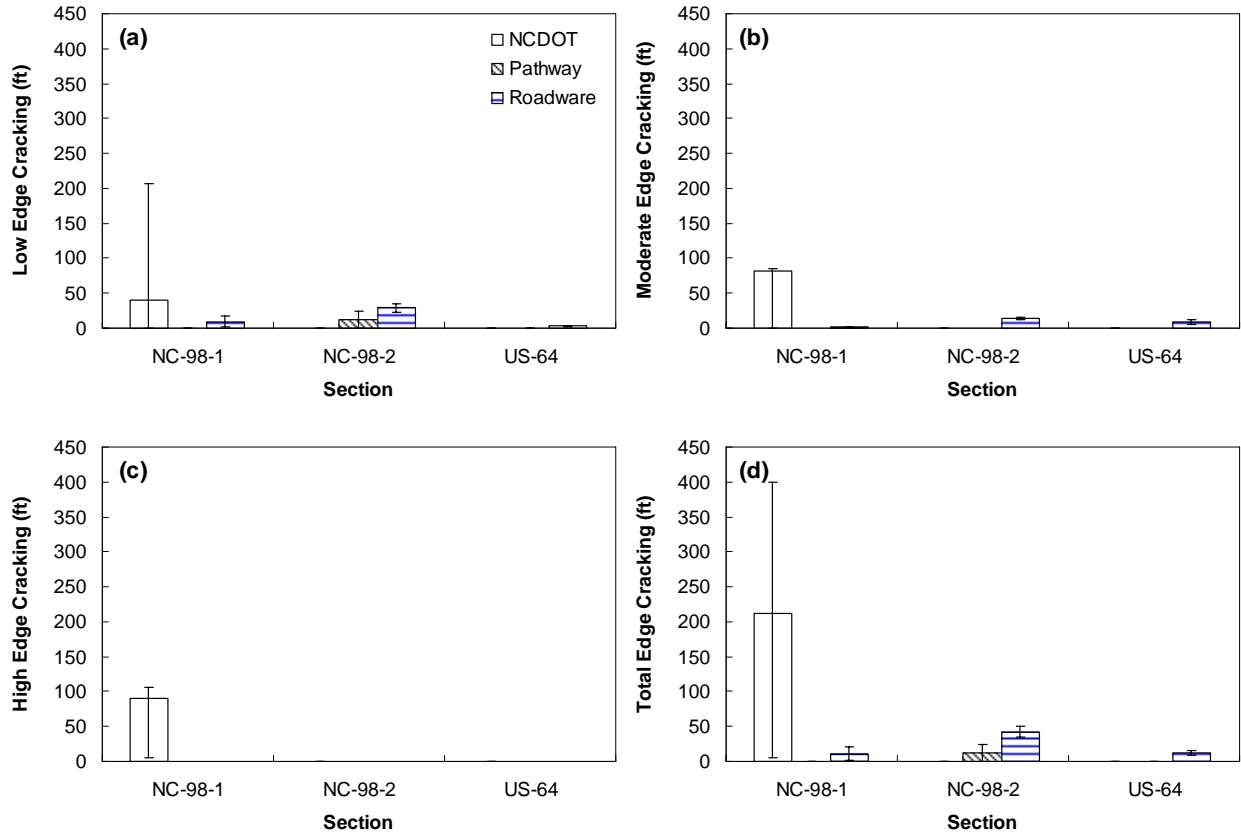 (a)
Low Edge Cracking (ft)
450
400
350
300
250
200
150
100
50
0
NCDOT
Pathway
Roadware
NC-98-1 NC-98-2 US-64
Section
(b)
Moderate Edge Cracking (ft)
450
400
350
300
250
200
150
100
50
0
NC-98-1 NC-98-2 US-64
Section
(c)
High Edge Cracking (ft)
450
400
350
300
250
200
150
100
50
0
NC-98-1 NC-98-2 US-64
Section
(d)
Total Edge Cracking (ft)
450
400
350
300
250
200
150
100
50
0
NC-98-1 NC-98-2 US-64
Section